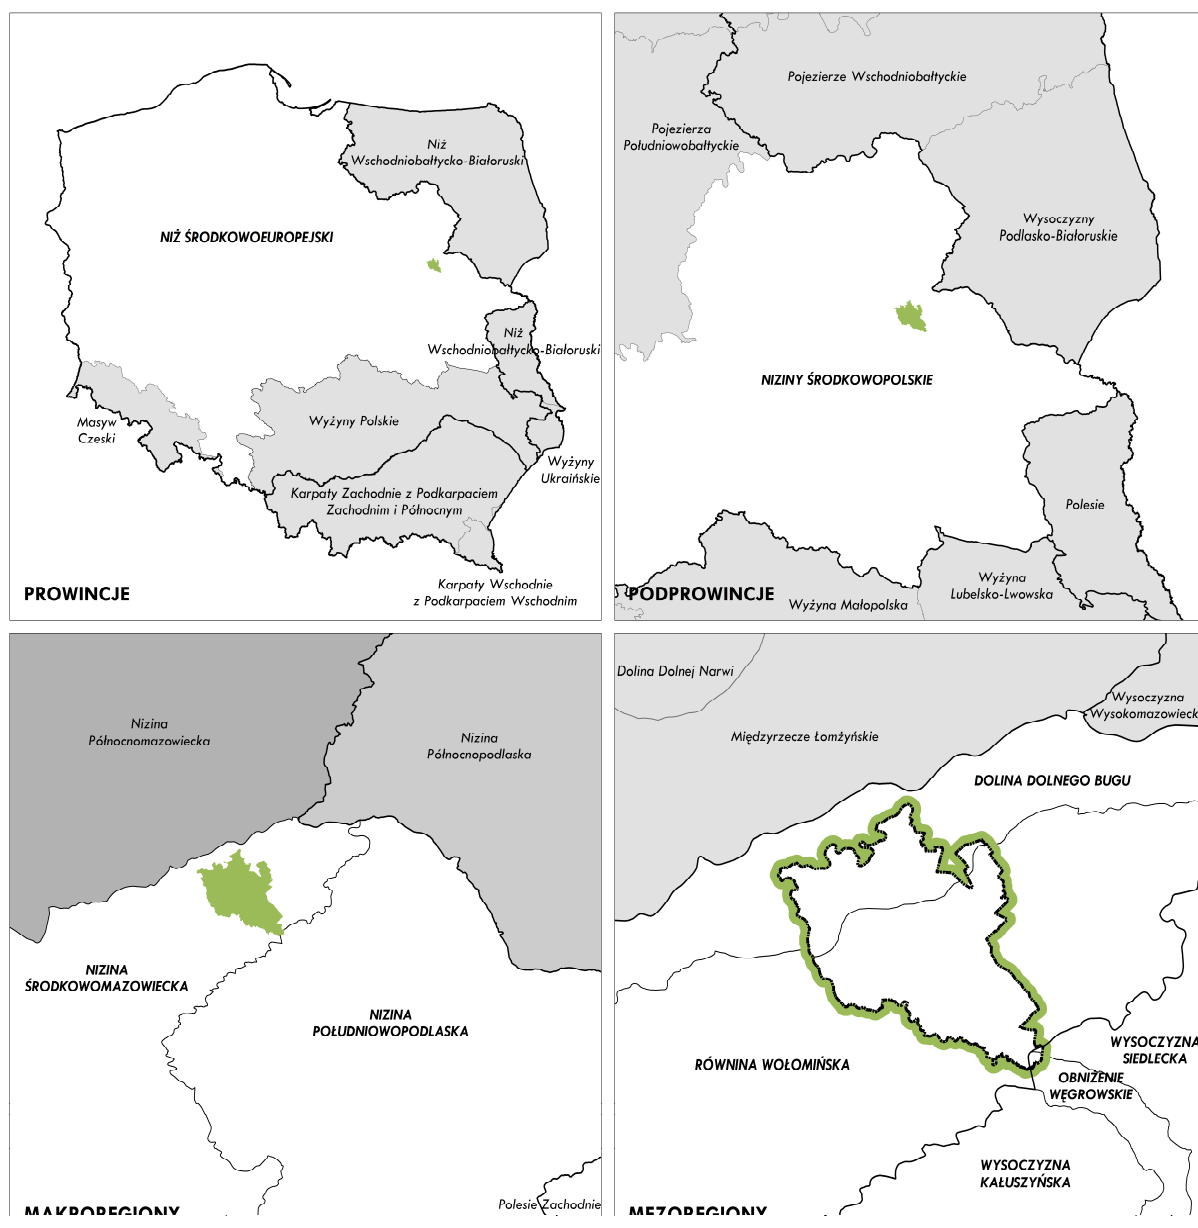 Niż
Wschodniobałtycko-Białoruski
NIŻ ŚRODKOWOEUROPEJSKI
Niż
Wschodniobałtycko-Białoruski
Masyw
Czeski
Wyżyny Polskie
Wyżyny
Ukraińskie
Karpaty Zachodnie z Podkarpaciem
Zachodnim i Północnym
Karpaty Wschodnie
z Podkarpaciem Wschodnim
PROWINCJE
Pojezierze Wschodniobałtyckie
Pojezierza
Południowobałtyckie
Wysoczyzny
Podlasko-Białoruskie
NIZINY ŚRODKOWOPOLSKIE
Polesie
Wyżyna
Lubelsko-Lwowska
Wyżyna Małopolska
PODPROWINCJE
Nizina
Północnomazowiecka
Nizina
Północnopodlaska
NIZINA
ŚRODKOWOMAZOWIECKA
NIZINA
POŁUDNIOWOPODLASKA
Polesie Zachodnie
MAKROREGIONY
Dolina Dolnej Narwi
Wysoczyzna
Wysokomazowieck
Międzyrzecze Łomżyńskie
DOLINA DOLNEGO BUGU
RÓWNINA WOŁOMIŃSKA
WYSOCZYZNA
SIEDLECKA
OBNIŻENIE
WĘGROWSKIE
WYSOCZYZNA
KAŁUSZYŃSKA
MEZOREGIONY